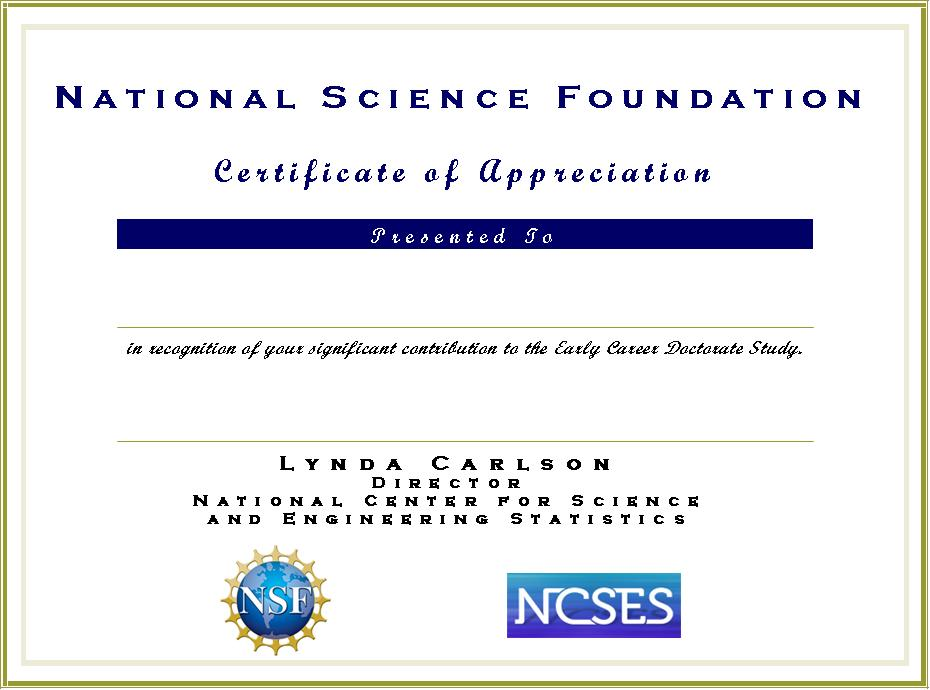 National Science Foundation
Certificate of Appreciation
Presented To
in recognition of your significant contribution to the Early Career Doctorate Study.
Lynda Carlson
Director
National Center for Science
and Engineering Statistics
NSF
NCSES